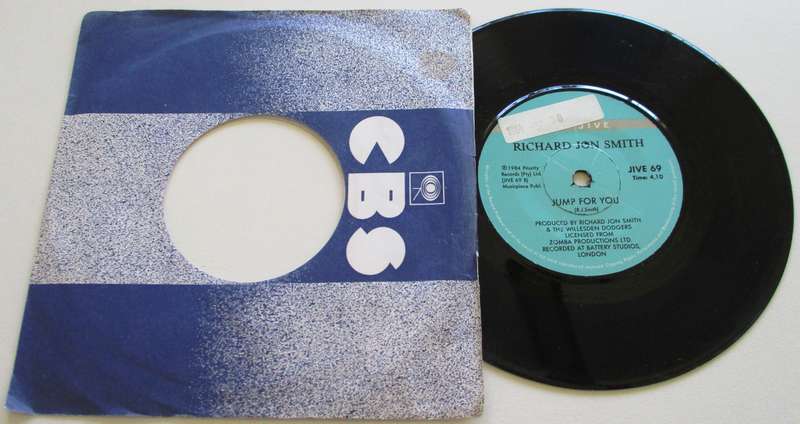 CBS
JIVE
RICHARD JON SMITH
℗1984 Priority
Records (Pty) Ltd.
(JIVE 69 B)
Musicpiece Publ.
JIVE 69
Time: 4.10
JUMP FOR YOU
(R.J. Smith)
PRODUCED BY RICHARD JON SMITH
& THE WILLESDEN DODGERS
LICENSED FROM
ZOMBA PRODUCTIONS LTD.
RECORDED AT BATTERY STUDIOS,
LONDON